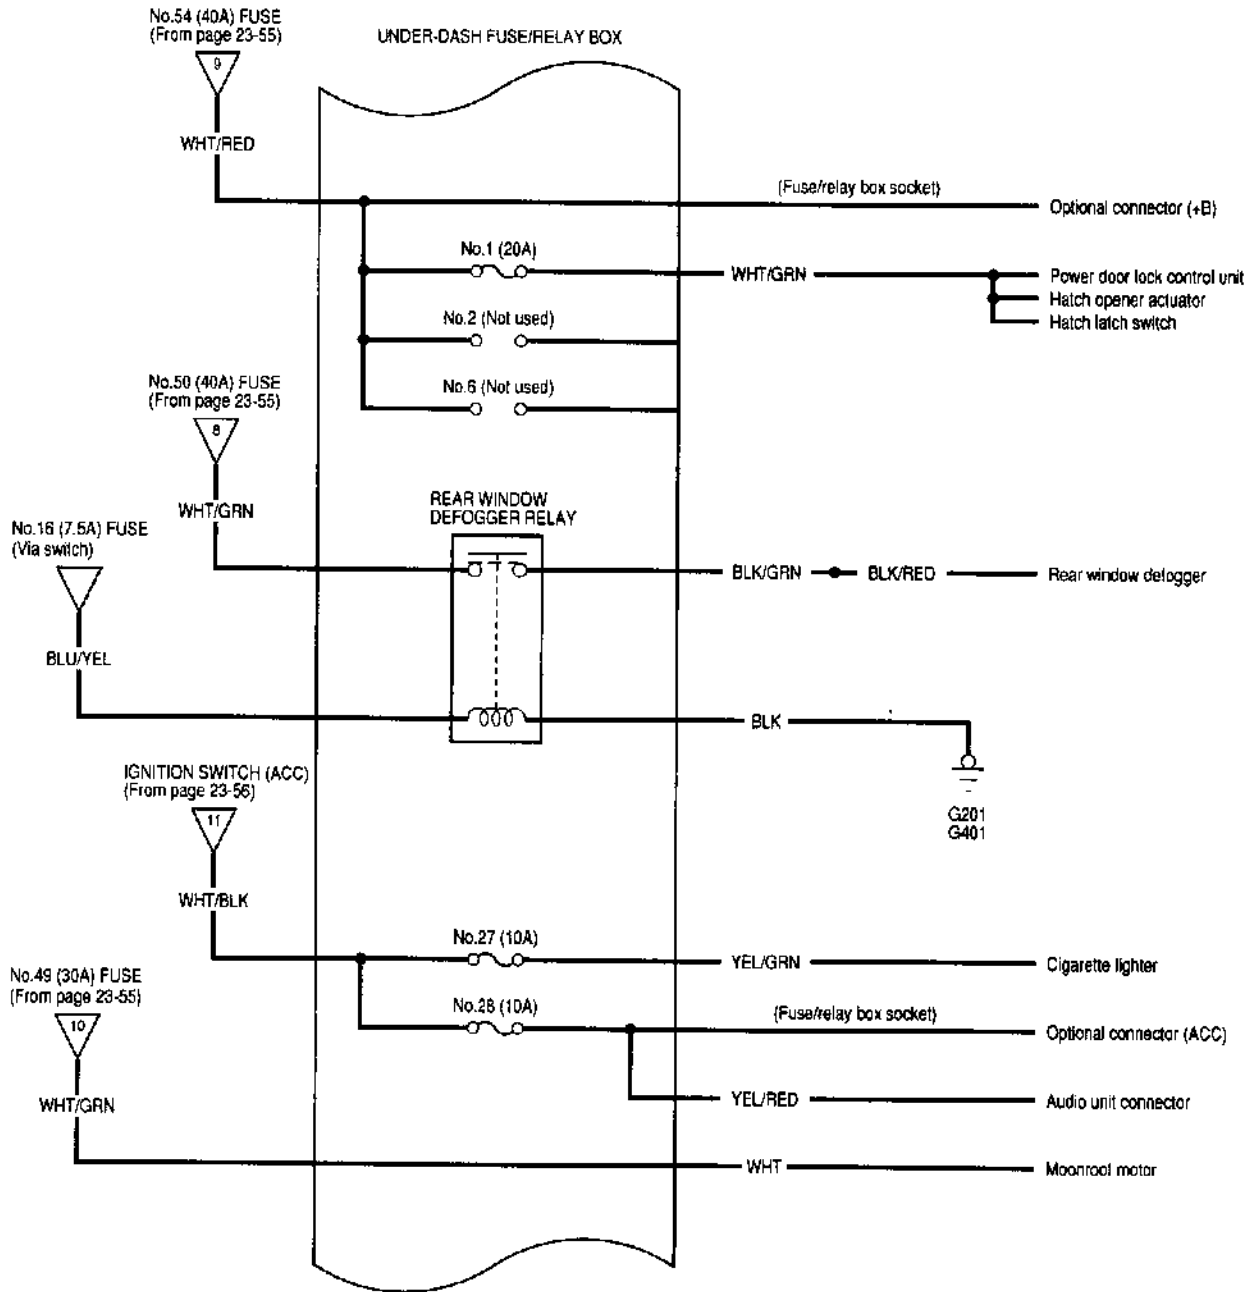 No.54 (40A) FUSE
(From page 23-55)
UNDER-DASH FUSE/RELAY BOX
9
WHT/RED
(Fuse/relay box socket)
Optional connector (+B)
No.1 (20A)
WHT/GRN
Power door lock control unit
Hatch opener actuator
Hatch latch switch
No.2 (Not used)
No.6 (Not used)
No.50 (40A) FUSE
(From page 23-55)
8
WHT/GRN
REAR WINDOW
DEFOGGER RELAY
No.16 (7.5A) FUSE
(Via switch)
BLK/GRN
BLK/RED
Rear window defogger
BLU/YEL
BLK
G201
G401
IGNITION SWITCH (ACC)
(From page 23-56)
11
WHT/BLK
No.27 (10A)
YEL/GRN
Cigarette lighter
No.49 (30A) FUSE
(From page 23-55)
10
No.28 (10A)
(Fuse/relay box socket)
Optional connector (ACC)
WHT/GRN
YEL/RED
Audio unit connector
WHT
Moonroof motor